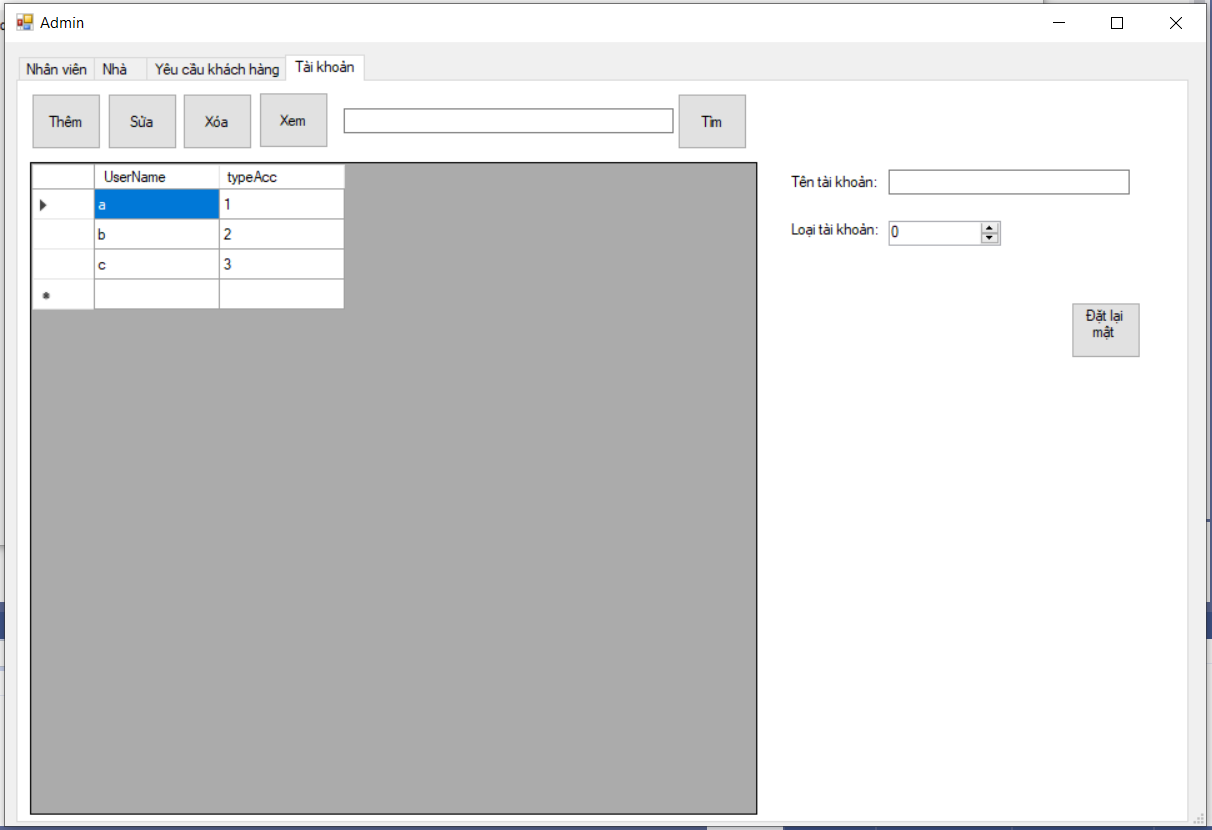 Admin
Nhân viên Nhà Yêu cầu khách hàng Tài khoản
Thêm Sửa Xóa Xem Tìm
UserName typeAcc
a 1
b 2
c 3
Tên tài khoản:
Loại tài khoản: 0
Đặt lại
mật